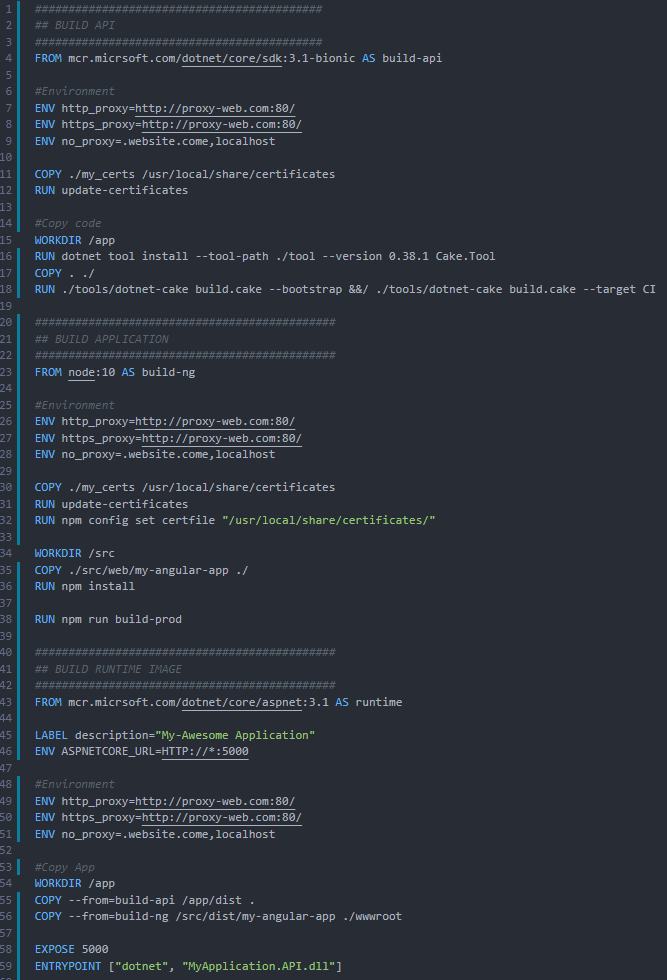 1 ###########################################
2 ## BUILD API
3 ###########################################
4 FROM mcr.micrsoft.com/dotnet/core/sdk:3.1-bionic AS build-api
5
6 #Environment
7 ENV http_proxy=http://proxy-web.com:80/
8 ENV https_proxy=http://proxy-web.com:80/
9 ENV no_proxy=.website.come,localhost
10
11 COPY ./my_certs /usr/local/share/certificates
12 RUN update-certificates
13
14 #Copy code
15 WORKDIR /app
16 RUN dotnet tool install --tool-path ./tool --version 0.38.1 Cake.Tool
17 COPY . ./
18 RUN ./tools/dotnet-cake build.cake --bootstrap &&/ ./tools/dotnet-cake build.cake --target CI
19
20 #############################################
21 ## BUILD APPLICATION
22 #############################################
23 FROM node:10 AS build-ng
24
25 #Environment
26 ENV http_proxy=http://proxy-web.com:80/
27 ENV https_proxy=http://proxy-web.com:80/
28 ENV no_proxy=.website.come,localhost
29
30 COPY ./my_certs /usr/local/share/certificates
31 RUN update-certificates
32 RUN npm config set certfile "/usr/local/share/certificates/"
33
34 WORKDIR /src
35 COPY ./src/web/my-angular-app ./
36 RUN npm install
37
38 RUN npm run build-prod
39
40 #############################################
41 ## BUILD RUNTIME IMAGE
42 #############################################
43 FROM mcr.micrsoft.com/dotnet/core/aspnet:3.1 AS runtime
44
45 LABEL description="My-Awesome Application"
46 ENV ASPNETCORE_URL=HTTP://*:5000
47
48 #Environment
49 ENV http_proxy=http://proxy-web.com:80/
50 ENV https_proxy=http://proxy-web.com:80/
51 ENV no_proxy=.website.come,localhost
52
53 #Copy App
54 WORKDIR /app
55 COPY --from=build-api /app/dist .
56 COPY --from=build-ng /src/dist/my-angular-app ./wwwroot
57
58 EXPOSE 5000
59 ENTRYPOINT ["dotnet", "MyApplication.API.dll"]